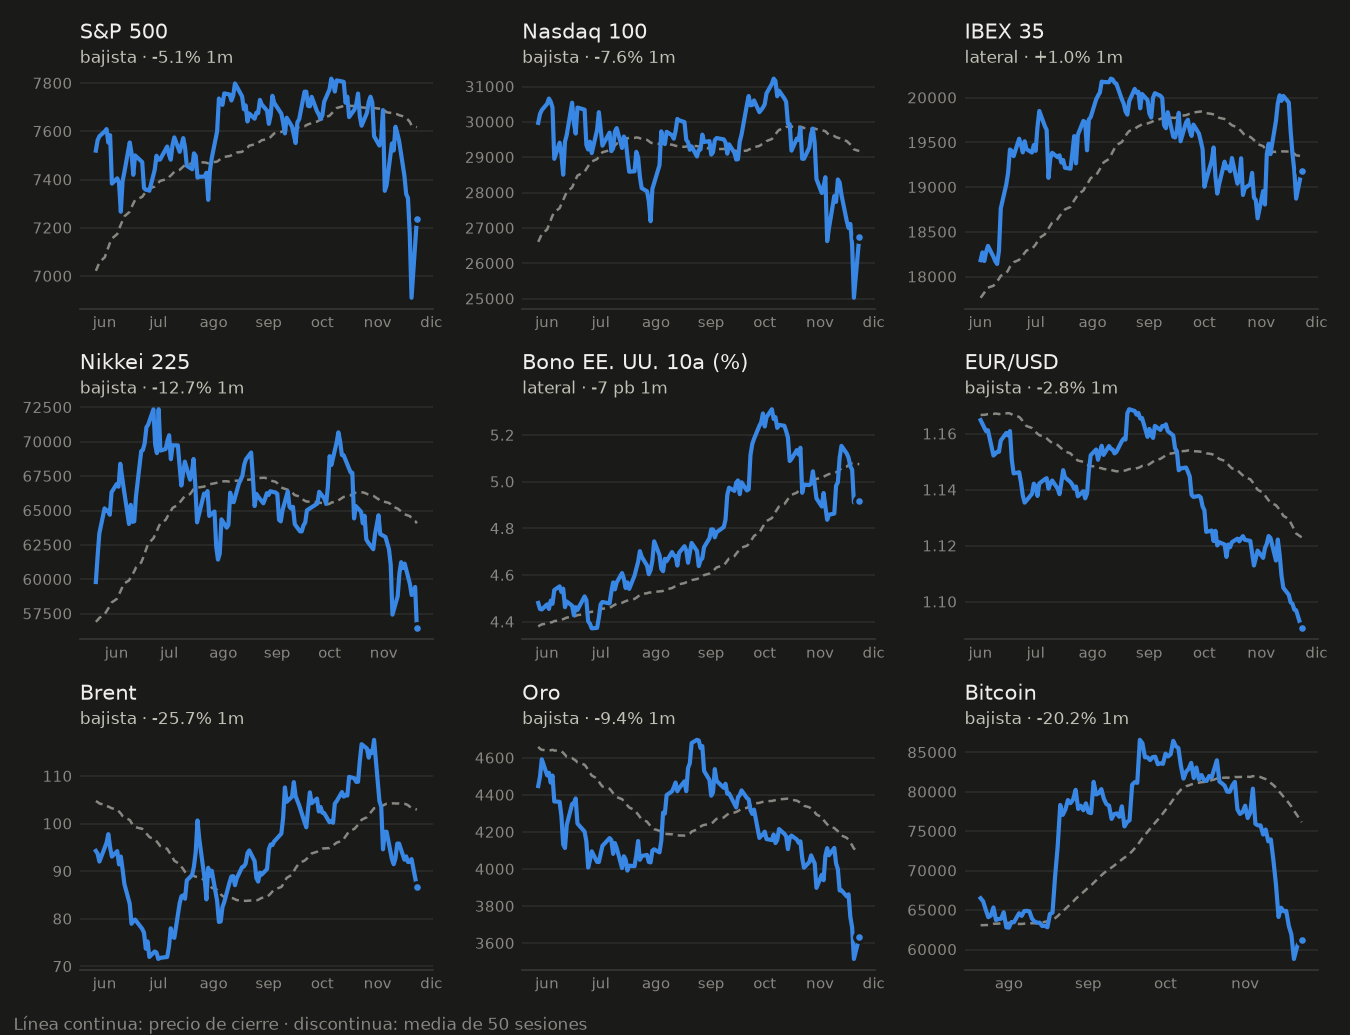 S&P 500
bajista · -5.1% 1m
7800
7600
7400
7200
7000
jun jul ago sep oct nov dic
Nasdaq 100
bajista · -7.6% 1m
31000
30000
29000
28000
27000
26000
25000
jun jul ago sep oct nov dic
IBEX 35
lateral · +1.0% 1m
20000
19500
19000
18500
18000
jun jul ago sep oct nov dic
Nikkei 225
bajista · -12.7% 1m
72500
70000
67500
65000
62500
60000
57500
jun jul ago sep oct nov
Bono EE. UU. 10a (%)
lateral · -7 pb 1m
5.2
5.0
4.8
4.6
4.4
jun jul ago sep oct nov dic
EUR/USD
bajista · -2.8% 1m
1.16
1.14
1.12
1.10
jun jul ago sep oct nov dic
Brent
bajista · -25.7% 1m
110
100
90
80
70
jun jul ago sep oct nov dic
Oro
bajista · -9.4% 1m
4600
4400
4200
4000
3800
3600
jun jul ago sep oct nov dic
Bitcoin
bajista · -20.2% 1m
85000
80000
75000
70000
65000
60000
ago sep oct nov
Línea continua: precio de cierre · discontinua: media de 50 sesiones